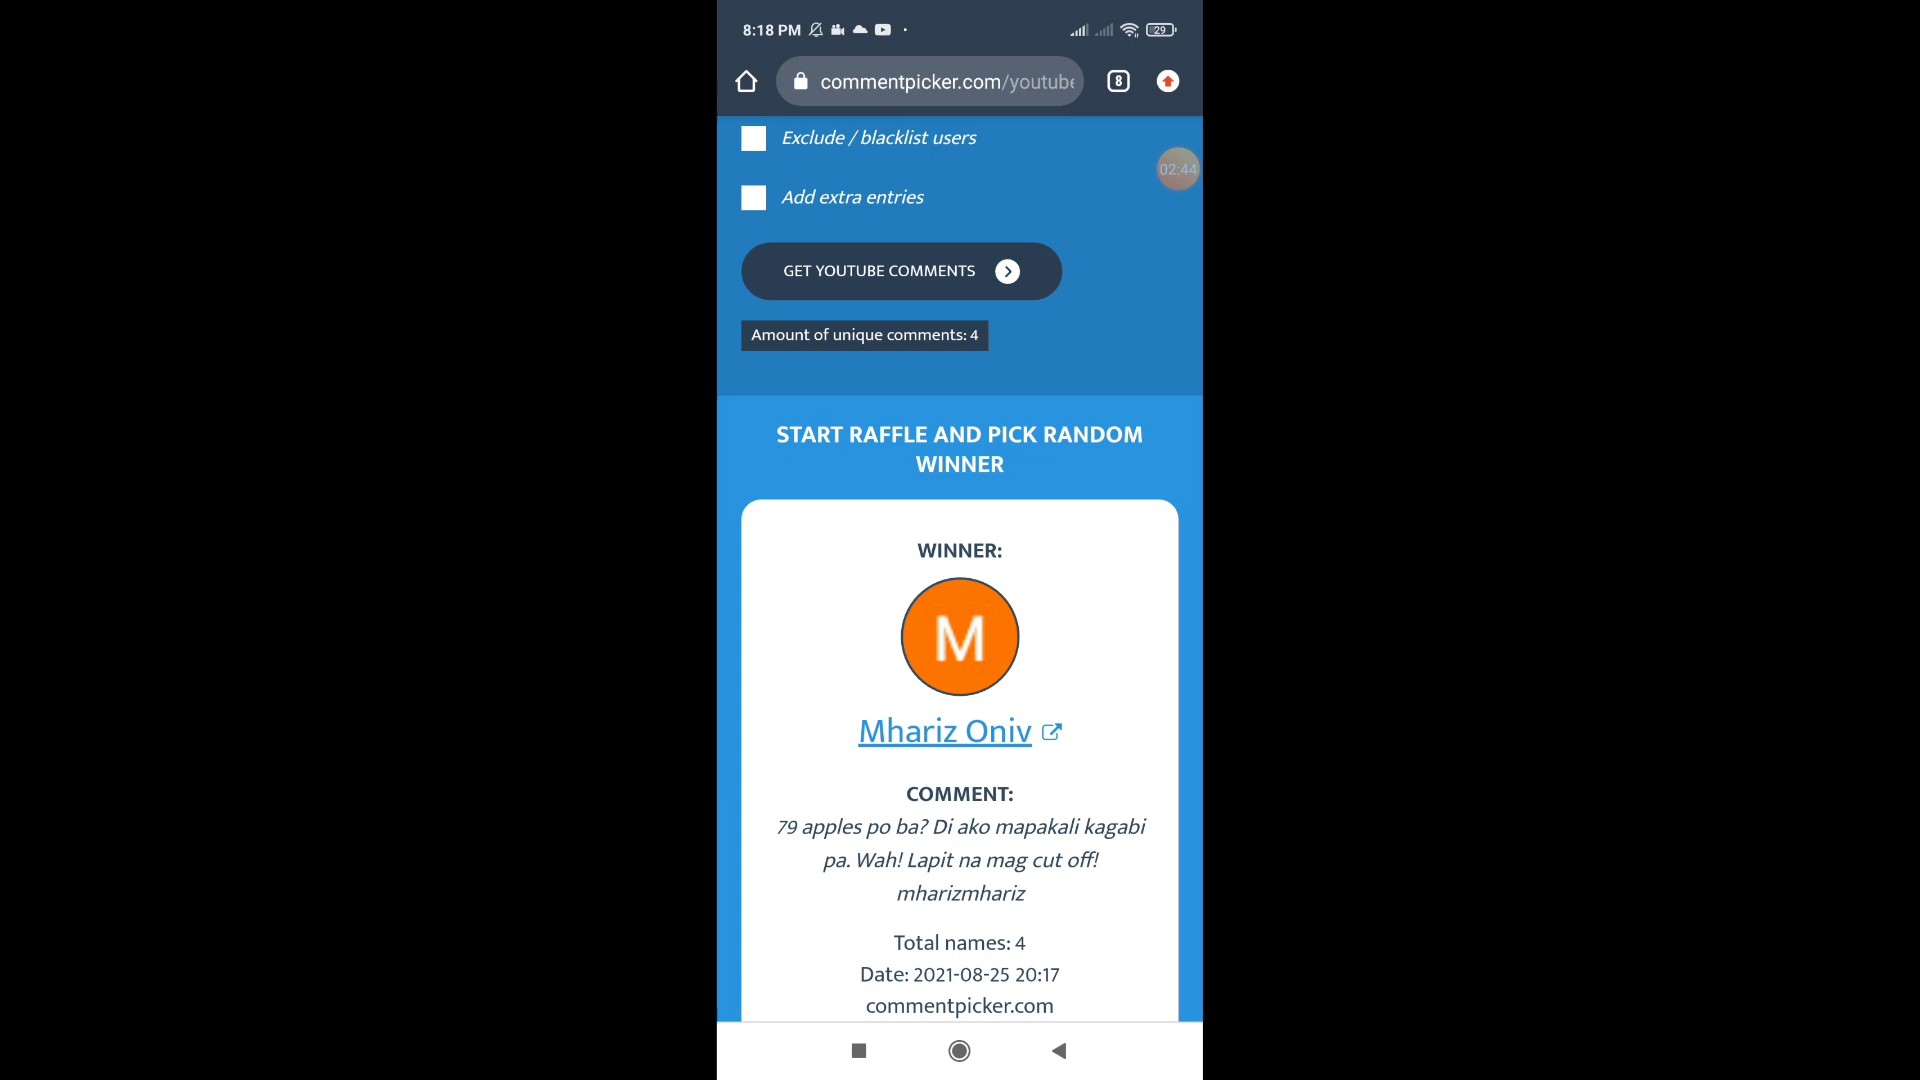 8:18 PM
29
commentpicker.com/youtube
8
Exclude / blacklist users
02:44
Add extra entries
GET YOUTUBE COMMENTS
Amount of unique comments: 4
START RAFFLE AND PICK RANDOM
WINNER
WINNER:
M
Mhariz Oniv
COMMENT:
79 apples po ba? Di ako mapakali kagabi
pa. Wah! Lapit na mag cut off!
mharizmhariz
Total names: 4
Date: 2021-08-25 20:17
commentpicker.com